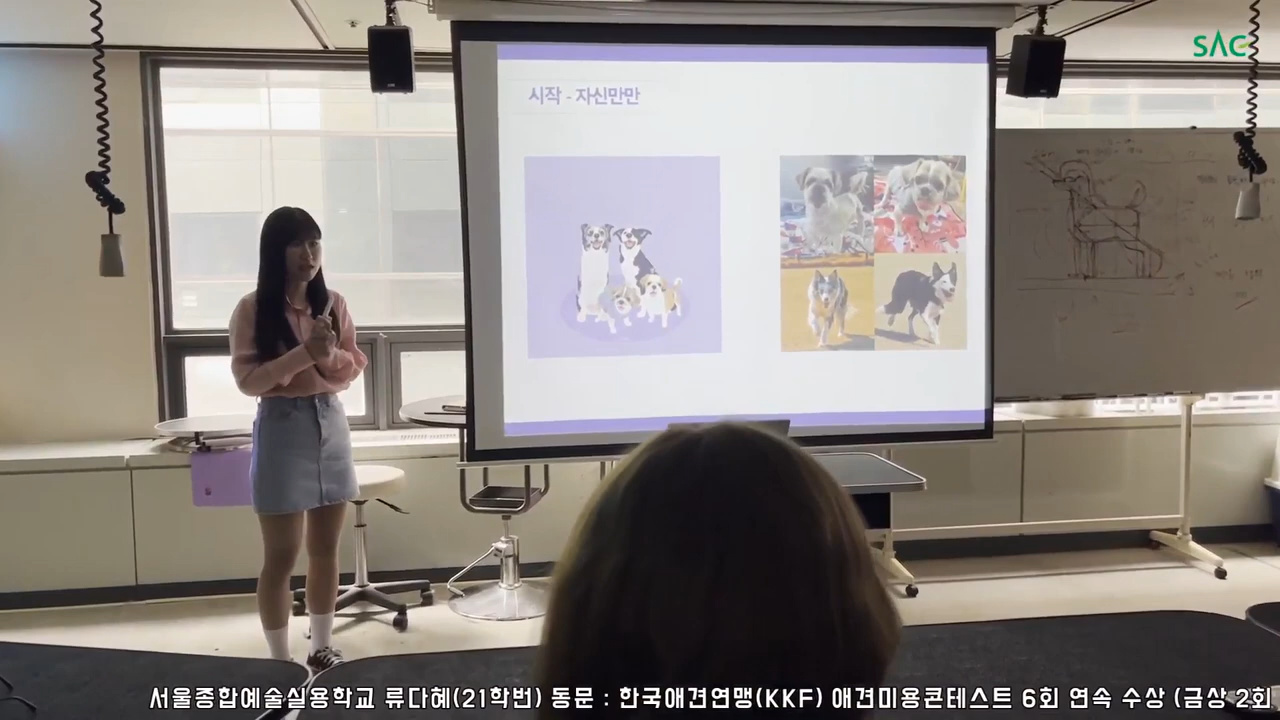 SAC
시작 - 자신만만
서울종합예술실용학교 류다혜(21학번) 동문 : 한국애견연맹(KKF) 애견미용콘테스트 6회 연속 수상 (금상 2회